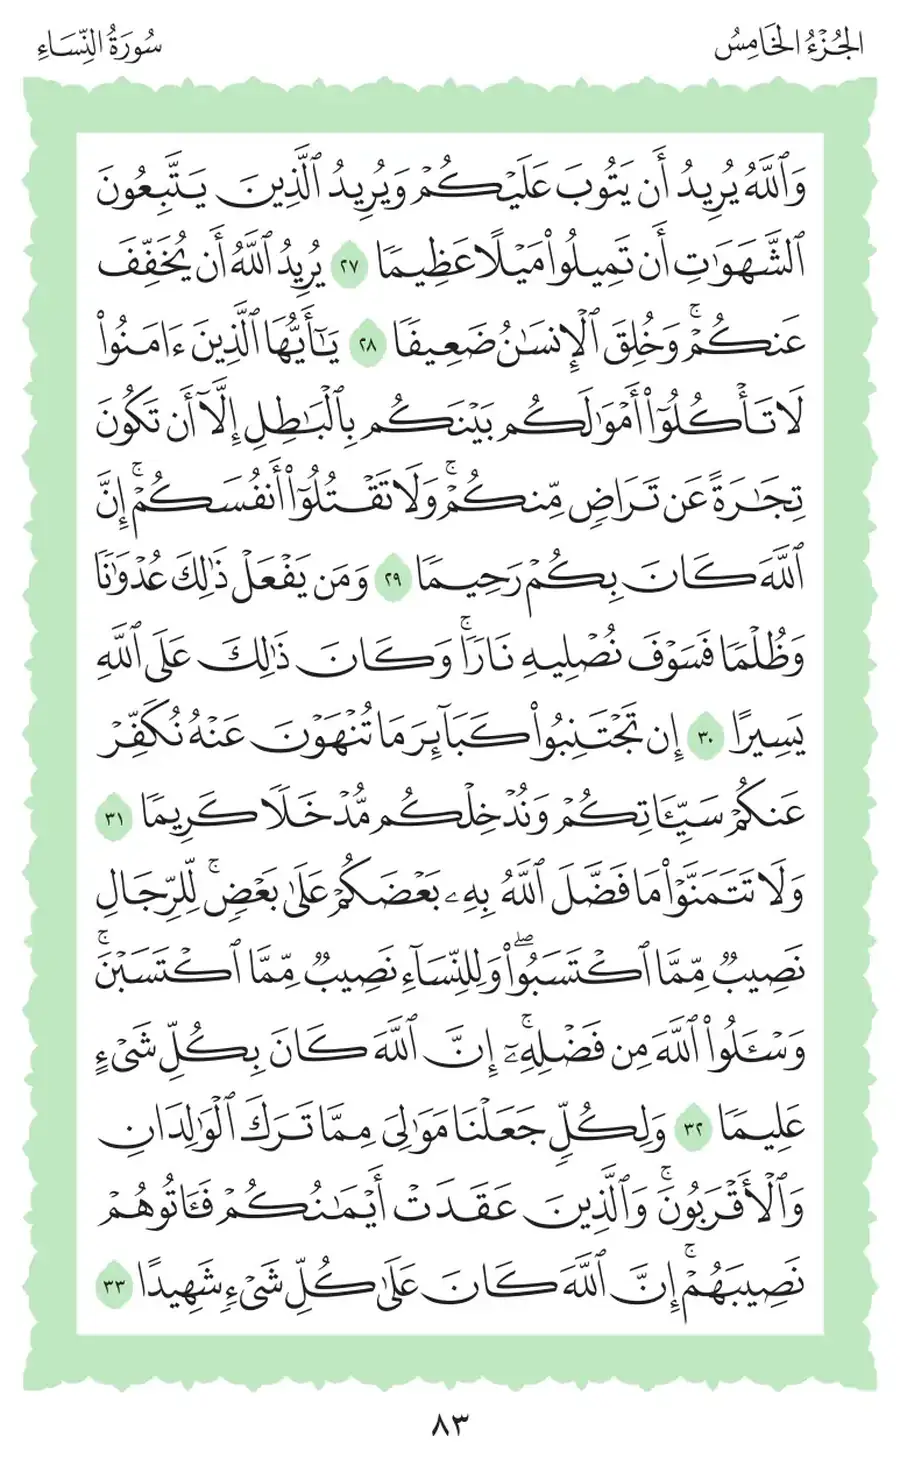 الجُزْءُ الخَامِسُ
سُورَةُ النِّسَاءِ
وَٱللَّهُ يُرِيدُ أَن يَتُوبَ عَلَيْكُمْ وَيُرِيدُ ٱلَّذِينَ يَتَّبِعُونَ
ٱلشَّهَوَٰتِ أَن تَمِيلُوا۟ مَيْلًا عَظِيمًا ٢٧ يُرِيدُ ٱللَّهُ أَن يُخَفِّفَ
عَنكُمْۚ وَخُلِقَ ٱلْإِنسَٰنُ ضَعِيفًا ٢٨ يَٰٓأَيُّهَا ٱلَّذِينَ ءَامَنُوا۟
لَا تَأْكُلُوٓا۟ أَمْوَٰلَكُم بَيْنَكُم بِٱلْبَٰطِلِ إِلَّآ أَن تَكُونَ
تِجَٰرَةً عَن تَرَاضٍ مِّنكُمْۚ وَلَا تَقْتُلُوٓا۟ أَنفُسَكُمْۚ إِنَّ
ٱللَّهَ كَانَ بِكُمْ رَحِيمًا ٢٩ وَمَن يَفْعَلْ ذَٰلِكَ عُدْوَٰنًا
وَظُلْمًا فَسَوْفَ نُصْلِيهِ نَارًاۚ وَكَانَ ذَٰلِكَ عَلَى ٱللَّهِ
يَسِيرًا ٣٠ إِن تَجْتَنِبُوا۟ كَبَآئِرَ مَا تُنْهَوْنَ عَنْهُ نُكَفِّرْ
عَنكُمْ سَيِّـَٔاتِكُمْ وَنُدْخِلْكُم مُّدْخَلًا كَرِيمًا ٣١
وَلَا تَتَمَنَّوْا۟ مَا فَضَّلَ ٱللَّهُ بِهِۦ بَعْضَكُمْ عَلَىٰ بَعْضٍۚ لِّلرِّجَالِ
نَصِيبٌ مِّمَّا ٱكْتَسَبُوا۟ۖ وَلِلنِّسَآءِ نَصِيبٌ مِّمَّا ٱكْتَسَبْنَۚ
وَسْـَٔلُوا۟ ٱللَّهَ مِن فَضْلِهِۦٓۚ إِنَّ ٱللَّهَ كَانَ بِكُلِّ شَىْءٍ
عَلِيمًا ٣٢ وَلِكُلٍّ جَعَلْنَا مَوَٰلِىَ مِمَّا تَرَكَ ٱلْوَٰلِدَانِ
وَٱلْأَقْرَبُونَۚ وَٱلَّذِينَ عَقَدَتْ أَيْمَٰنُكُمْ فَـَٔاتُوهُمْ
نَصِيبَهُمْۚ إِنَّ ٱللَّهَ كَانَ عَلَىٰ كُلِّ شَىْءٍ شَهِيدًا ٣٣
٨٣